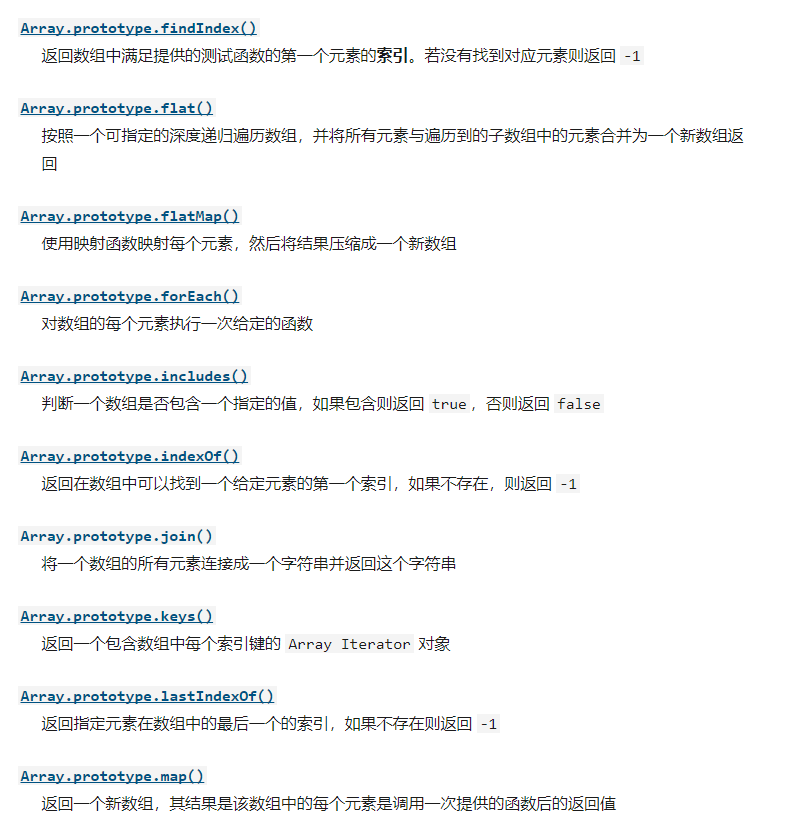 Array.prototype.findIndex()
返回数组中满足提供的测试函数的第一个元素的索引。若没有找到对应元素则返回 -1
Array.prototype.flat()
按照一个可指定的深度递归遍历数组，并将所有元素与遍历到的子数组中的元素合并为一个新数组返
回
Array.prototype.flatMap()
使用映射函数映射每个元素，然后将结果压缩成一个新数组
Array.prototype.forEach()
对数组的每个元素执行一次给定的函数
Array.prototype.includes()
判断一个数组是否包含一个指定的值，如果包含则返回 true，否则返回 false
Array.prototype.indexOf()
返回在数组中可以找到一个给定元素的第一个索引，如果不存在，则返回 -1
Array.prototype.join()
将一个数组的所有元素连接成一个字符串并返回这个字符串
Array.prototype.keys()
返回一个包含数组中每个索引键的 Array Iterator 对象
Array.prototype.lastIndexOf()
返回指定元素在数组中的最后一个的索引，如果不存在则返回 -1
Array.prototype.map()
返回一个新数组，其结果是该数组中的每个元素是调用一次提供的函数后的返回值